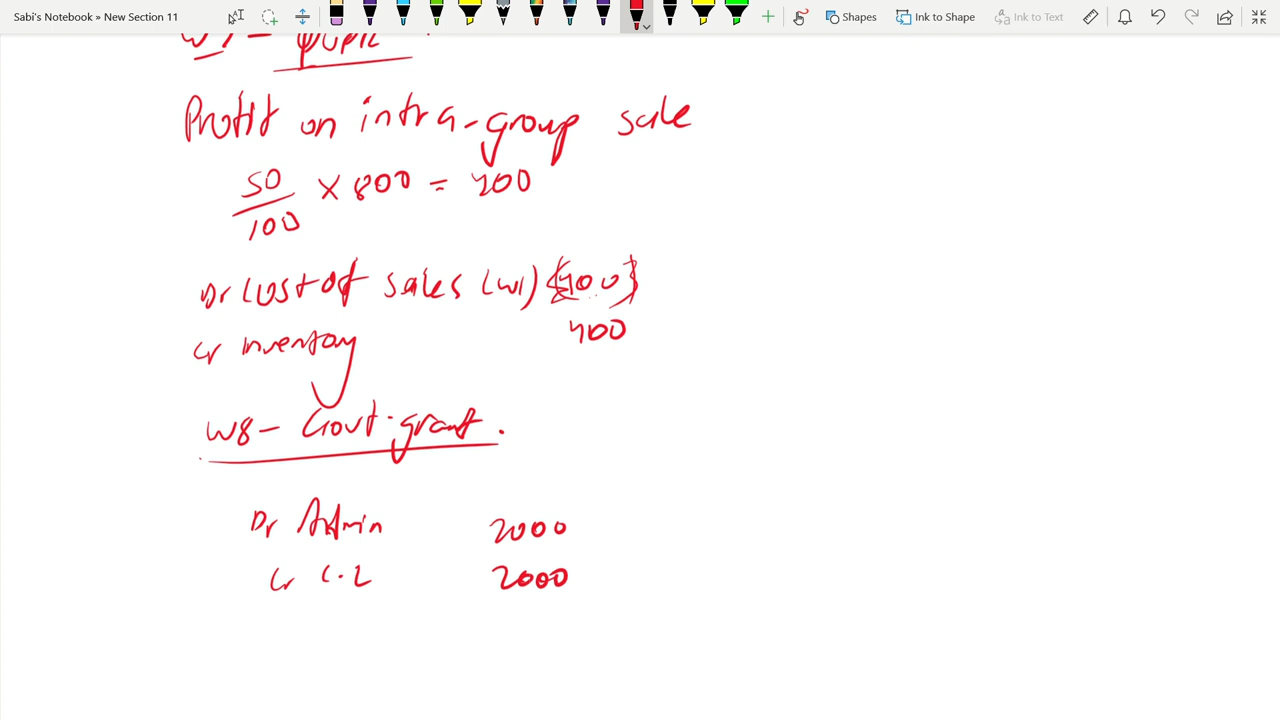 Sabi's Notebook » New Section 11
Shapes
Ink to Shape
Ink to Text
W7 - PUPIL
Profit on intra-group sale
50/100 × 800 = 400
Dr Cost of sales (W1) (400)
400
Cr Inventory
W8 - Govt. grant.
Dr Admin 2000
Cr C.L 2000